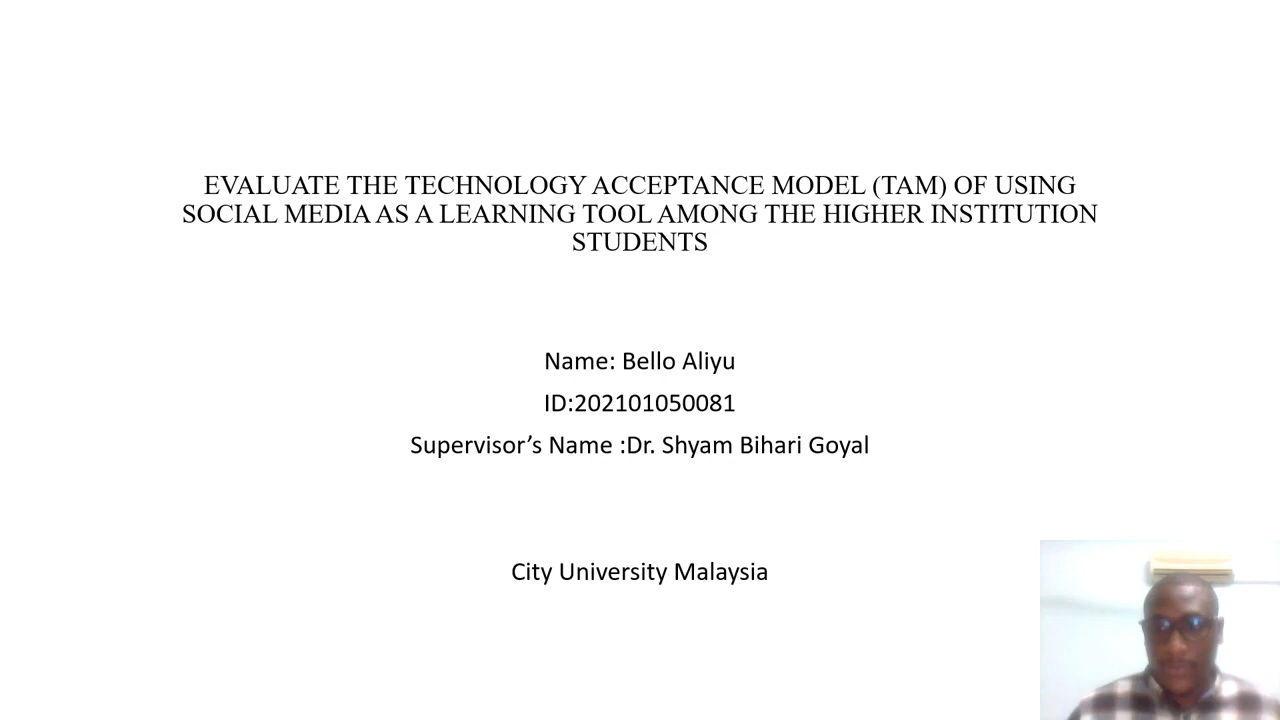 EVALUATE THE TECHNOLOGY ACCEPTANCE MODEL (TAM) OF USING
SOCIAL MEDIA AS A LEARNING TOOL AMONG THE HIGHER INSTITUTION
STUDENTS
Name: Bello Aliyu
ID:202101050081
Supervisor’s Name :Dr. Shyam Bihari Goyal
City University Malaysia